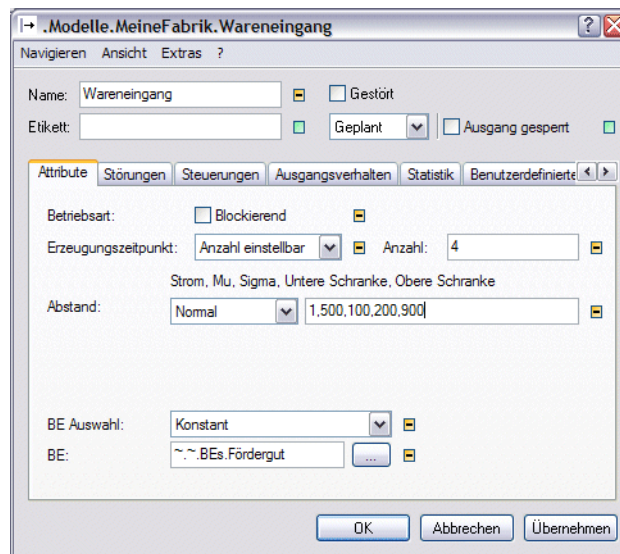 .Modelle.MeineFabrik.Wareneingang
Navigieren Ansicht Extras ?
Name: Wareneingang Gestört
Etikett: Geplant Ausgang gesperrt
Attribute Störungen Steuerungen Ausgangsverhalten Statistik Benutzerdefinierte
Betriebsart: Blockierend
Erzeugungszeitpunkt: Anzahl einstellbar Anzahl: 4
Strom, Mu, Sigma, Untere Schranke, Obere Schranke
Abstand: Normal 1,500,100,200,900
BE Auswahl: Konstant
BE: ~.~.BEs.Fördergut ...
OK Abbrechen Übernehmen